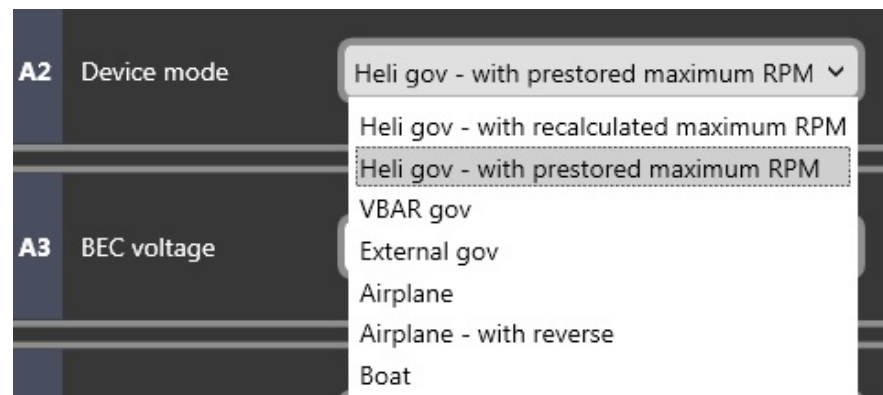 A2 Device mode Heli gov - with prestored maximum RPM
Heli gov - with recalculated maximum RPM
Heli gov - with prestored maximum RPM
VBAR gov
A3 BEC voltage
External gov
Airplane
Airplane - with reverse
Boat